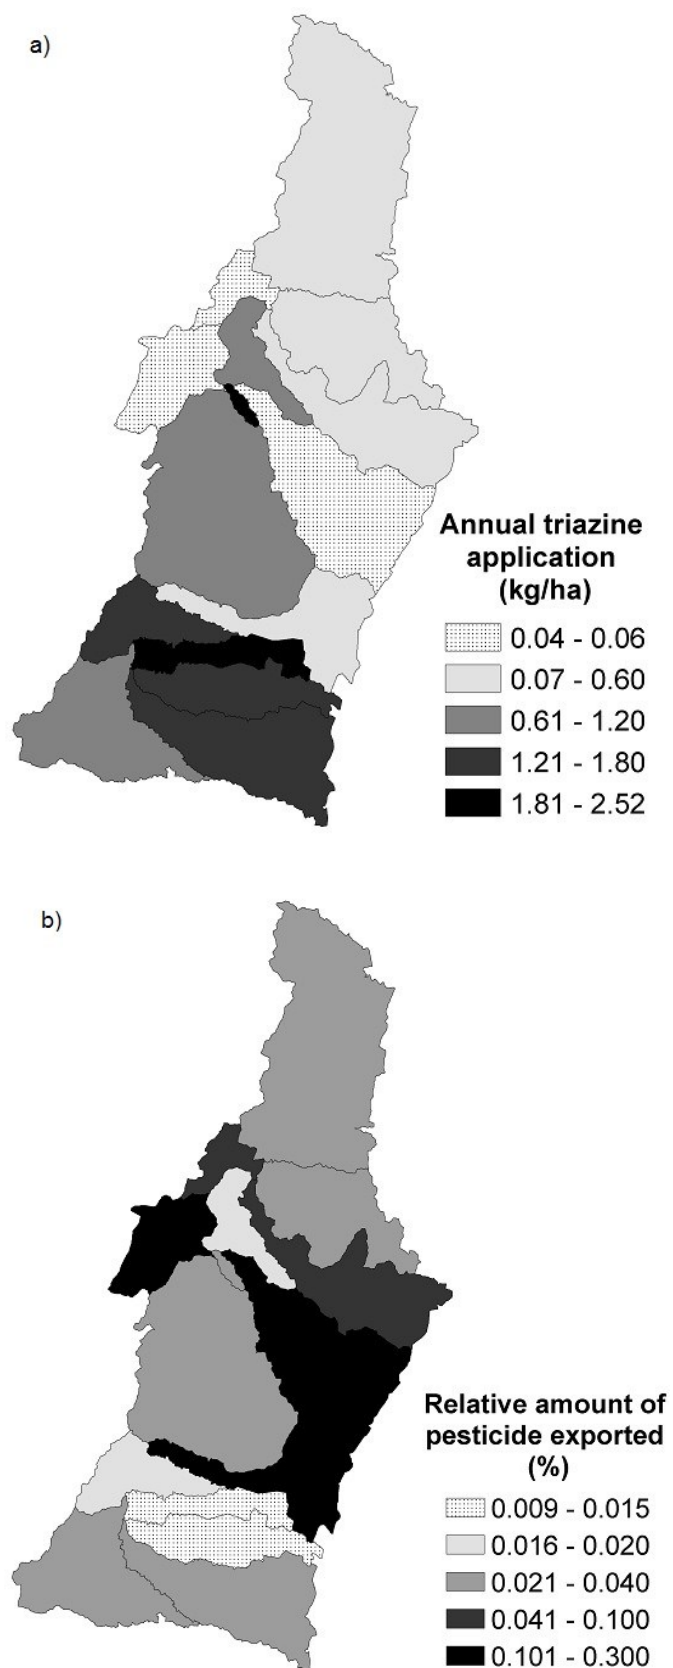 a)
Annual triazine
application
(kg/ha)
0.04 - 0.06
0.07 - 0.60
0.61 - 1.20
1.21 - 1.80
1.81 - 2.52
b)
Relative amount of
pesticide exported
(%)
0.009 - 0.015
0.016 - 0.020
0.021 - 0.040
0.041 - 0.100
0.101 - 0.300